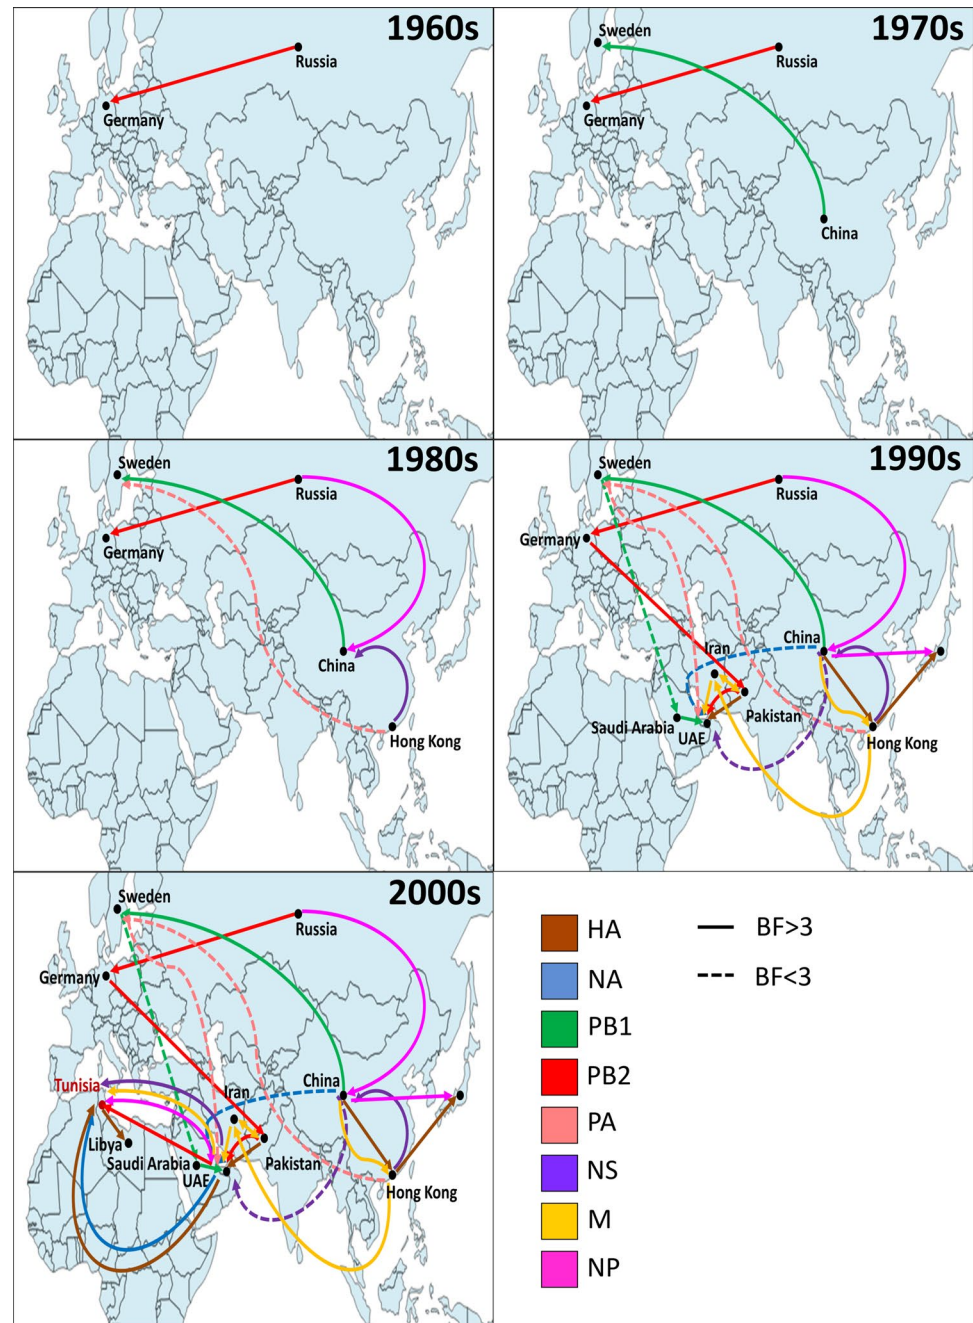 1960s
Russia
Germany
1970s
Sweden
Russia
Germany
China
1980s
Sweden
Russia
Germany
China
Hong Kong
1990s
Sweden
Russia
Germany
China
Iran
Pakistan
Saudi Arabia
UAE
Hong Kong
2000s
Sweden
Russia
Germany
China
Tunisia
Iran
Libya
Saudi Arabia
Pakistan
UAE
Hong Kong
HA
BF>3
NA
BF<3
PB1
PB2
PA
NS
M
NP